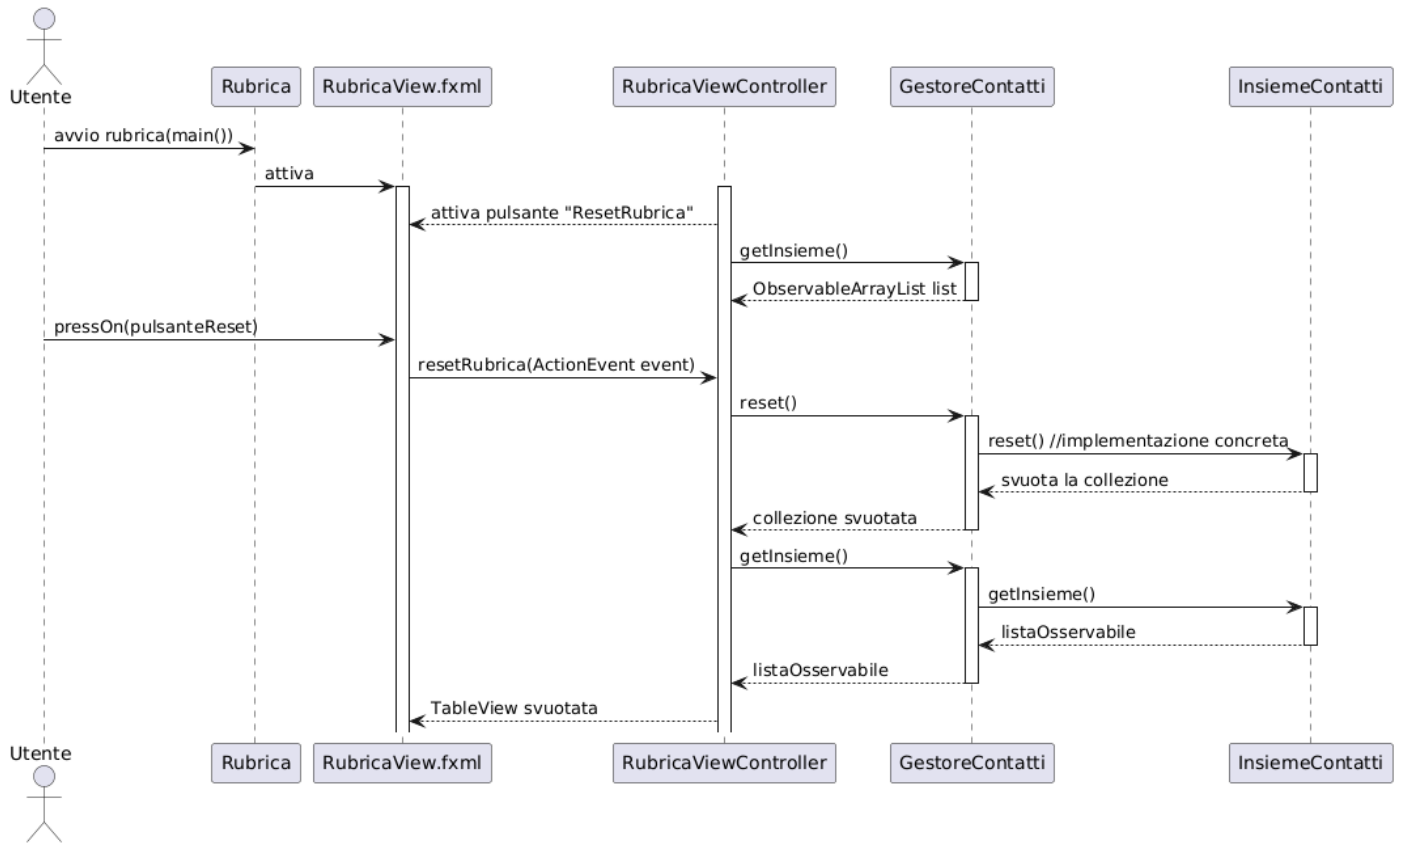 Utente
Rubrica
RubricaView.fxml
RubricaViewController
GestoreContatti
InsiemeContatti
avvio rubrica(main())
attiva
attiva pulsante "ResetRubrica"
getInsieme()
ObservableArrayList list
pressOn(pulsanteReset)
resetRubrica(ActionEvent event)
reset()
reset() //implementazione concreta
svuota la collezione
collezione svuotata
getInsieme()
getInsieme()
listaOsservabile
listaOsservabile
TableView svuotata
Utente
Rubrica
RubricaView.fxml
RubricaViewController
GestoreContatti
InsiemeContatti